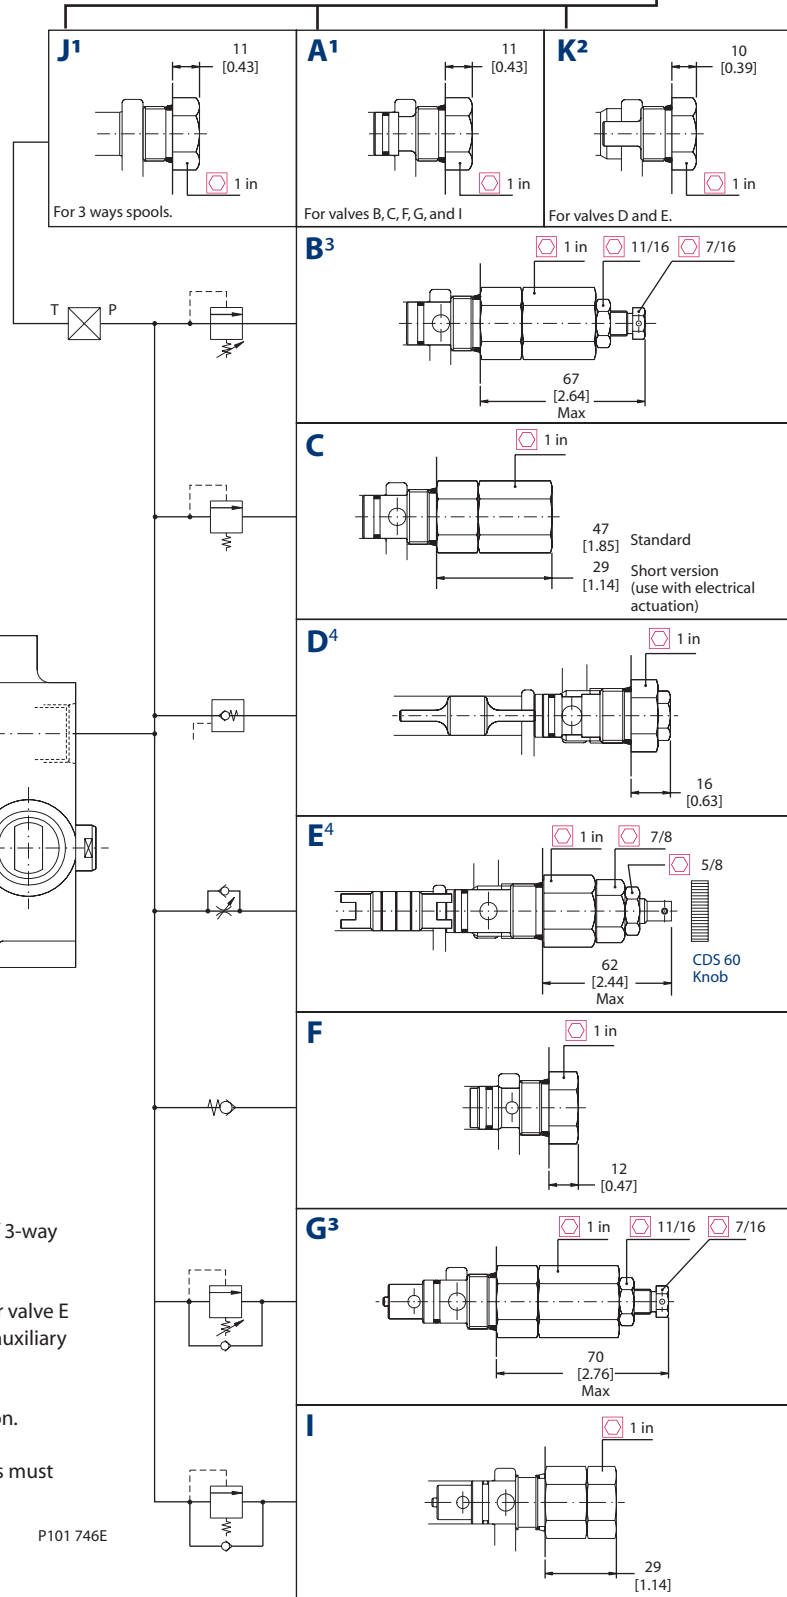 J¹
11
[0.43]
1 in
For 3 ways spools.
A¹
11
[0.43]
1 in
For valves B, C, F, G, and I
K²
10
[0.39]
1 in
For valves D and E.
T P
B³
1 in 11/16 7/16
67
[2.64]
Max
C
1 in
47
[1.85] Standard
29
[1.14] Short version
(use with electrical
actuation)
D⁴
1 in
16
[0.63]
E⁴
1 in 7/8
5/8
62
[2.44]
Max
CDS 60
Knob
F
1 in
12
[0.47]
3-way
G³
1 in 11/16 7/16
70
[2.76]
Max
valve E
auxiliary
on.
I
1 in
29
[1.14]
s must
P101 746E